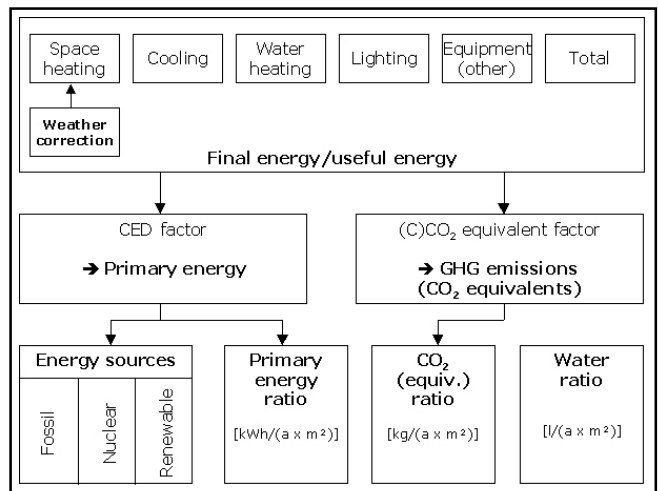 Space
heating
Cooling
Water
heating
Lighting
Equipment
(other)
Total
Weather
correction
Final energy/useful energy
CED factor
➔ Primary energy
(C)CO₂ equivalent factor
➔ GHG emissions
(CO₂ equivalents)
Energy sources
Fossil
Nuclear
Renewable
Primary
energy
ratio
[kWh/(a x m²)]
CO₂
(equiv.)
ratio
[kg/(a x m²)]
Water
ratio
[l/(a x m²)]